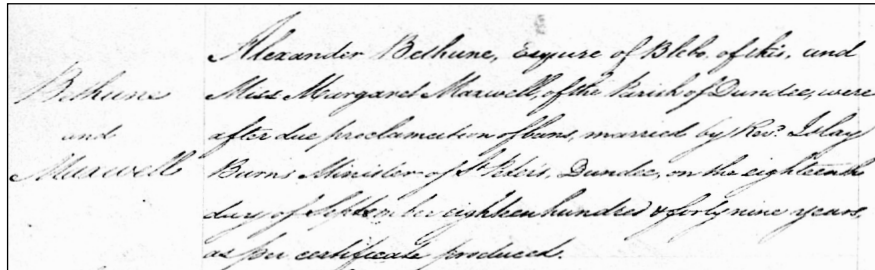 Alexander Bethune, Esquire of Blebo, of this, and
Bethune Miss Margaret Maxwell, of the Parish of Dundee, were
and after due proclamation of bans, married by Revd. Islay
Maxwell Burns Minister of St Peter's, Dundee, on the eighteenth
day of September eighteen hundred & forty nine years,
as per certificate produced.